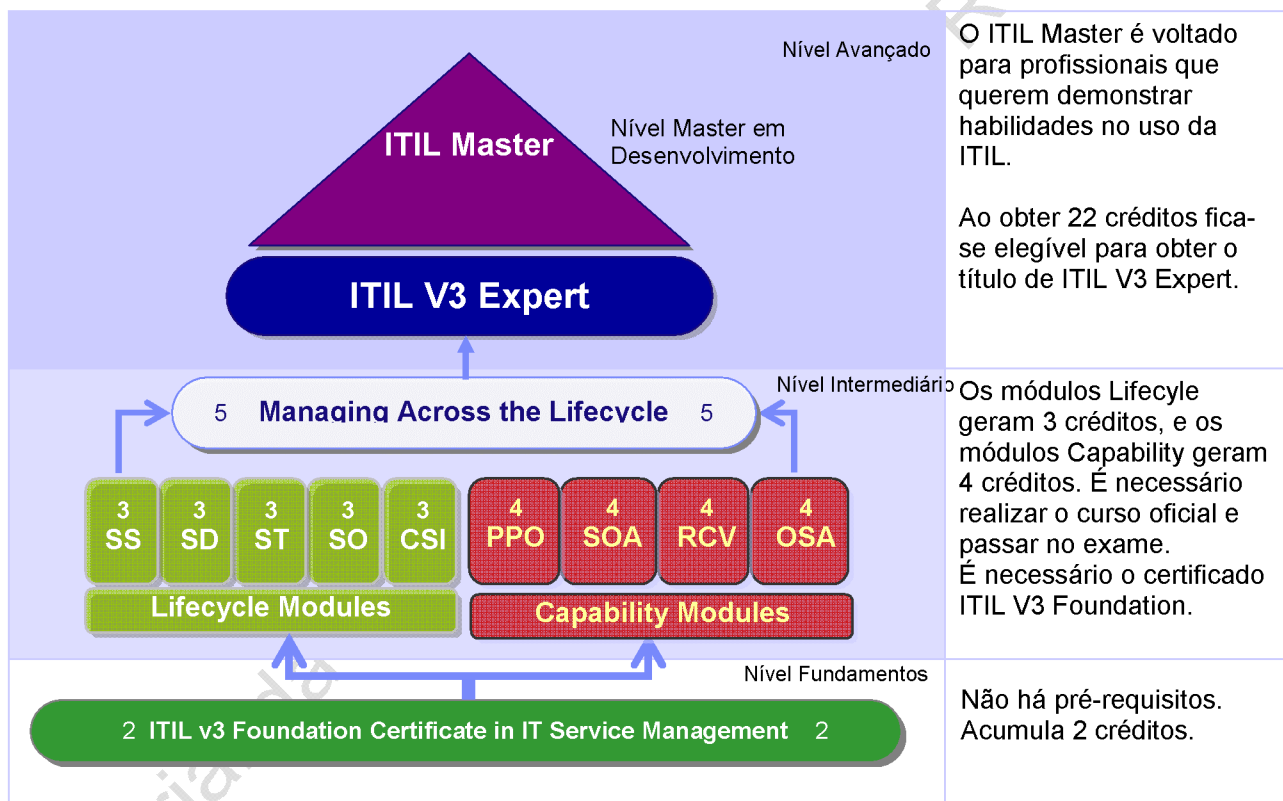 Nível Avançado
ITIL Master
Nível Master em
Desenvolvimento
ITIL V3 Expert
O ITIL Master é voltado
para profissionais que
querem demonstrar
habilidades no uso da
ITIL.
Ao obter 22 créditos fica-
se elegível para obter o
título de ITIL V3 Expert.
Nível Intermediário
5 Managing Across the Lifecycle 5
3 3 3 3 3 4 4 4 4
SS SD ST SO CSI PPO SOA RCV OSA
Lifecycle Modules Capability Modules
Os módulos Lifecyle
geram 3 créditos, e os
módulos Capability geram
4 créditos. É necessário
realizar o curso oficial e
passar no exame.
É necessário o certificado
ITIL V3 Foundation.
Nível Fundamentos
2 ITIL v3 Foundation Certificate in IT Service Management 2
Não há pré-requisitos.
Acumula 2 créditos.